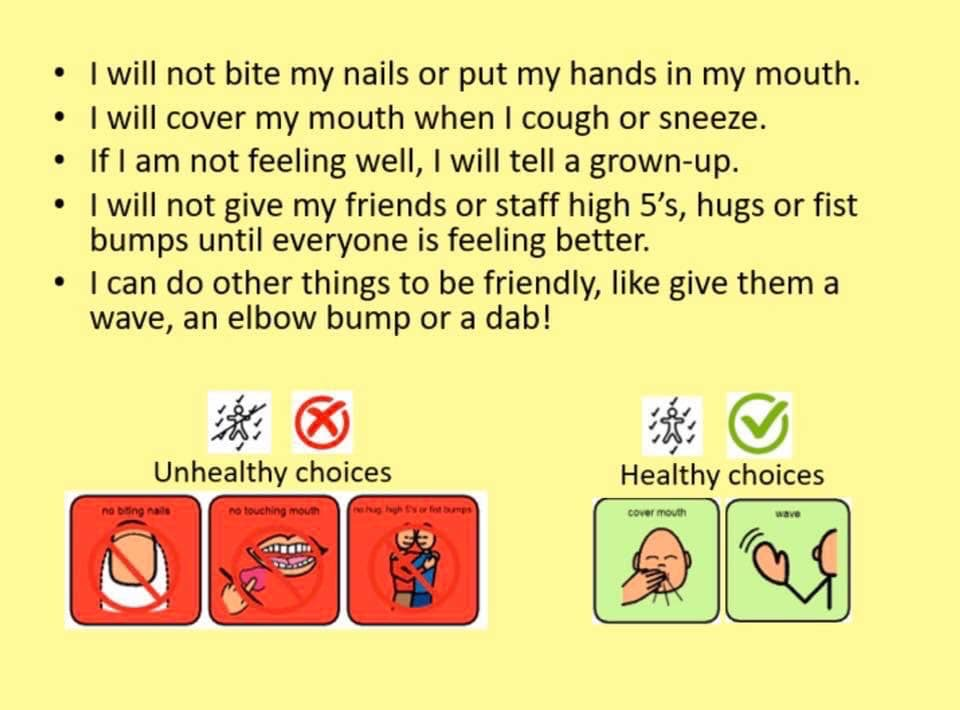 • I will not bite my nails or put my hands in my mouth.
• I will cover my mouth when I cough or sneeze.
• If I am not feeling well, I will tell a grown-up.
• I will not give my friends or staff high 5’s, hugs or fist
bumps until everyone is feeling better.
• I can do other things to be friendly, like give them a
wave, an elbow bump or a dab!
Unhealthy choices
no biting nails
no touching mouth
no hug, high 5's or fist bumps
Healthy choices
cover mouth
wave